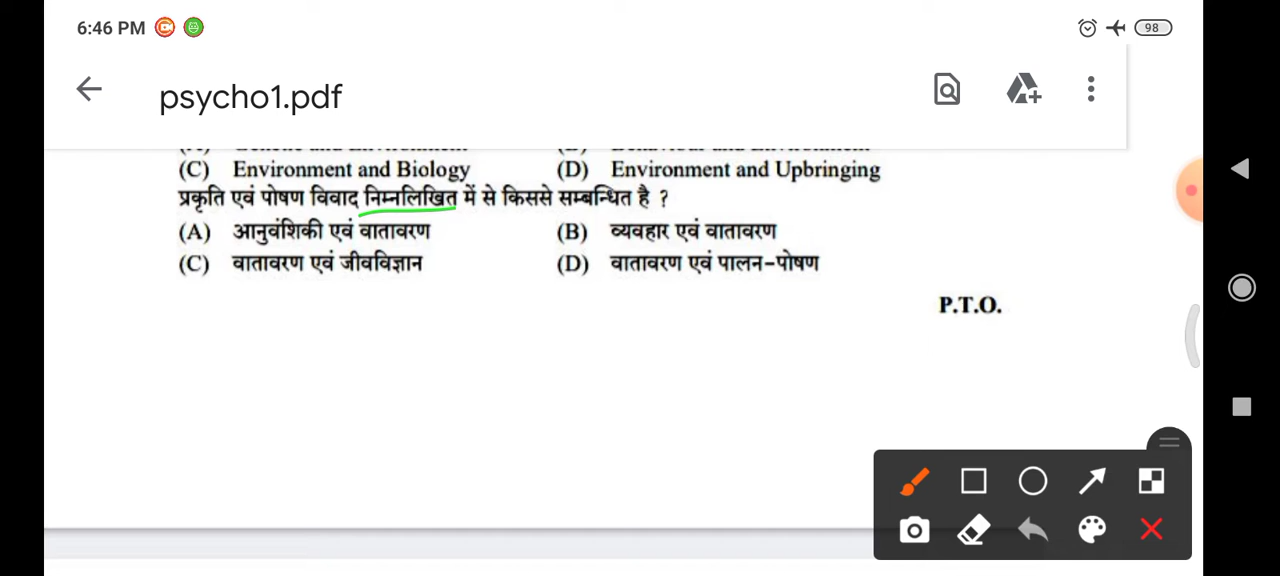 6:46 PM
98
psycho1.pdf
(C) Environment and Biology (D) Environment and Upbringing
प्रकृति एवं पोषण विवाद निम्नलिखित में से किससे सम्बन्धित है ?
(A) आनुवंशिकी एवं वातावरण (B) व्यवहार एवं वातावरण
(C) वातावरण एवं जीवविज्ञान (D) वातावरण एवं पालन-पोषण
P.T.O.